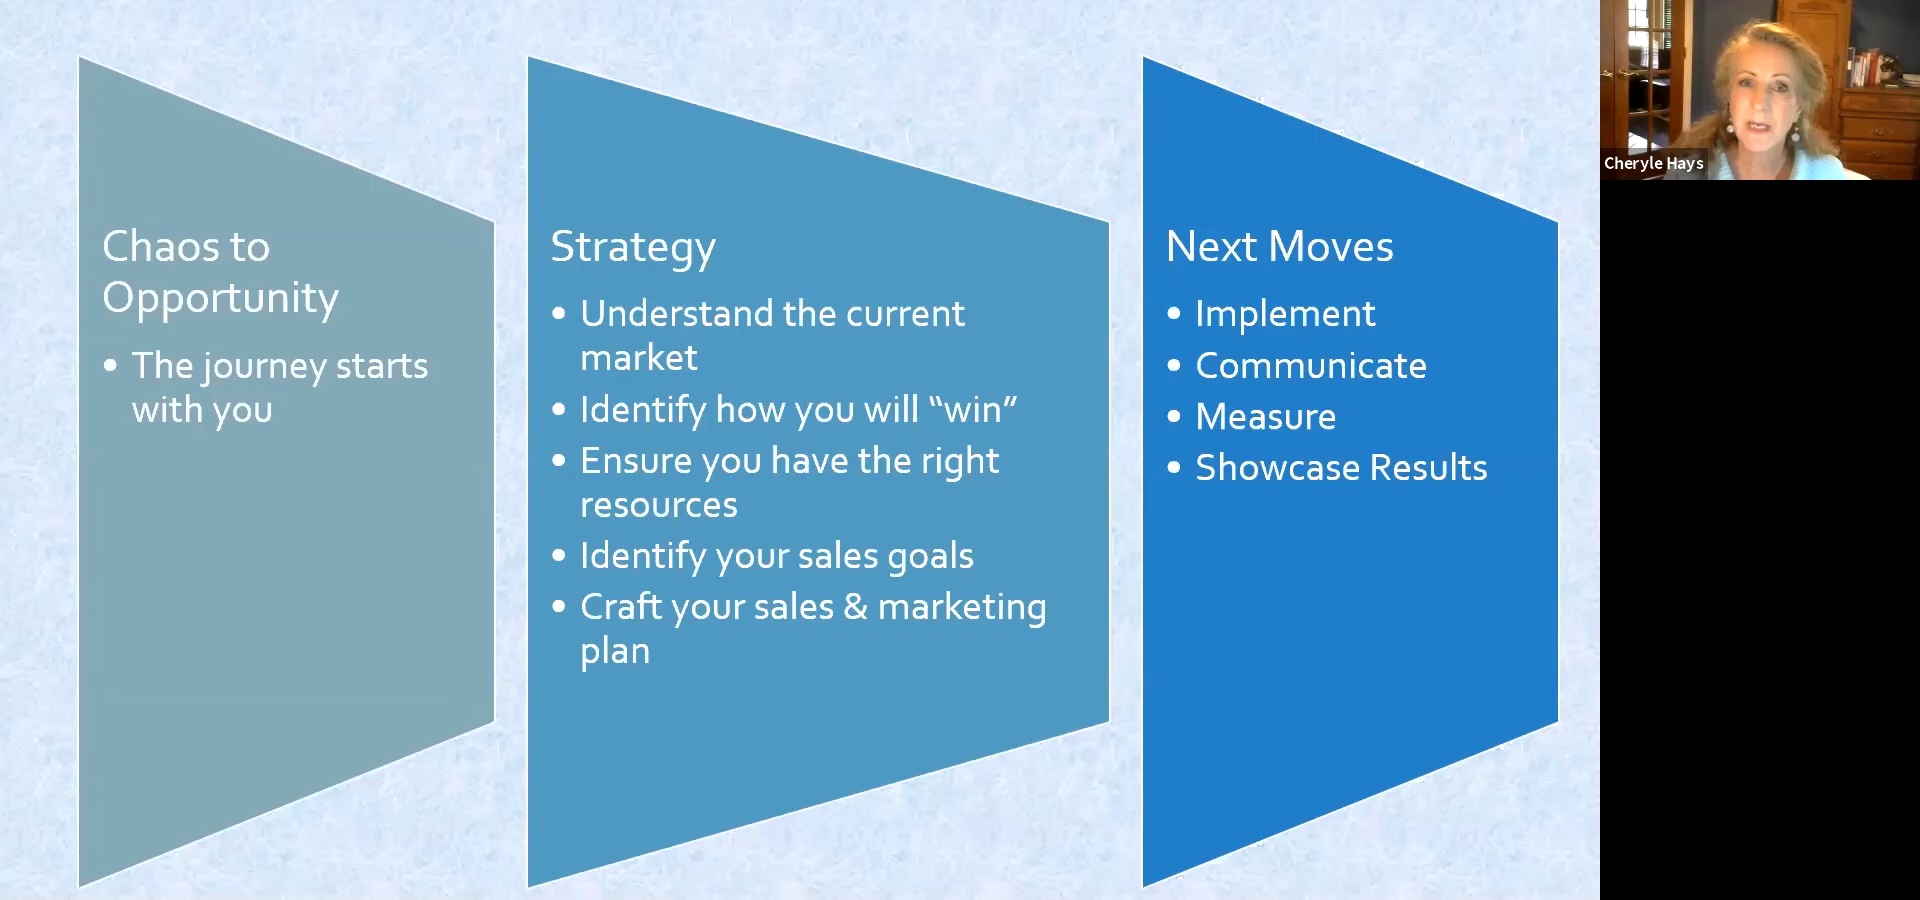 Chaos to
Opportunity
• The journey starts
with you
Strategy
• Understand the current
market
• Identify how you will “win”
• Ensure you have the right
resources
• Identify your sales goals
• Craft your sales & marketing
plan
Next Moves
• Implement
• Communicate
• Measure
• Showcase Results
Cheryle Hays